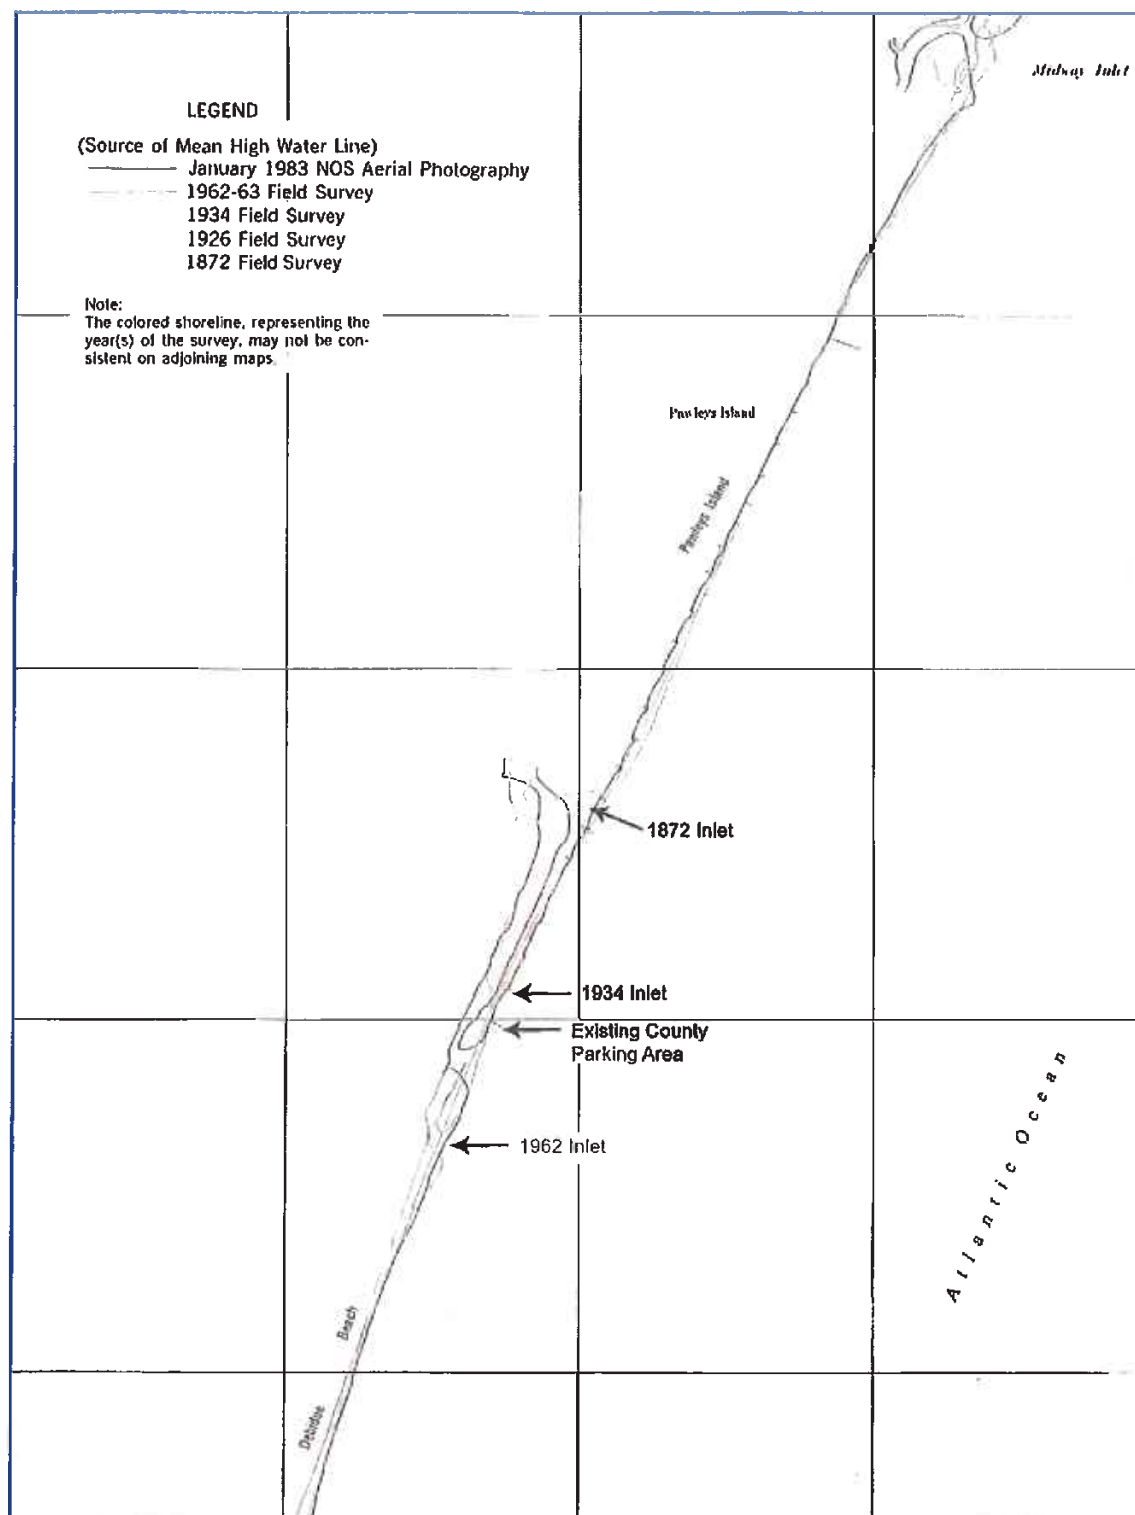 Midway Inlet
LEGEND
(Source of Mean High Water Line)
January 1983 NOS Aerial Photography
1962-63 Field Survey
1934 Field Survey
1926 Field Survey
1872 Field Survey
Note:
The colored shoreline, representing the
year(s) of the survey, may not be con-
sistent on adjoining maps.
Pawleys Island
Pawleys Island
1872 Inlet
1934 Inlet
Existing County
Parking Area
1962 Inlet
Atlantic Ocean
Debidue Beach